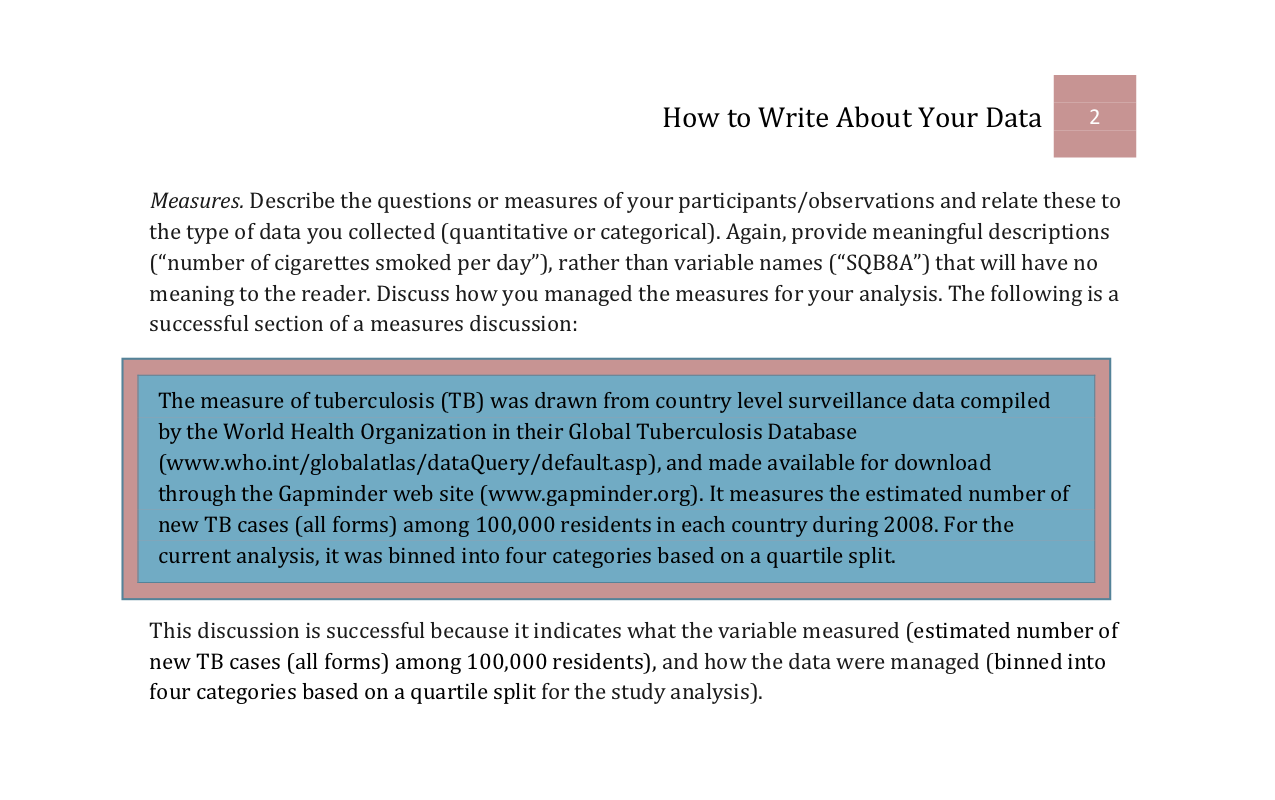 How to Write About Your Data 2
Measures. Describe the questions or measures of your participants/observations and relate these to
the type of data you collected (quantitative or categorical). Again, provide meaningful descriptions
(“number of cigarettes smoked per day”), rather than variable names (“SQB8A”) that will have no
meaning to the reader. Discuss how you managed the measures for your analysis. The following is a
successful section of a measures discussion:
The measure of tuberculosis (TB) was drawn from country level surveillance data compiled
by the World Health Organization in their Global Tuberculosis Database
(www.who.int/globalatlas/dataQuery/default.asp), and made available for download
through the Gapminder web site (www.gapminder.org). It measures the estimated number of
new TB cases (all forms) among 100,000 residents in each country during 2008. For the
current analysis, it was binned into four categories based on a quartile split.
This discussion is successful because it indicates what the variable measured (estimated number of
new TB cases (all forms) among 100,000 residents), and how the data were managed (binned into
four categories based on a quartile split for the study analysis).